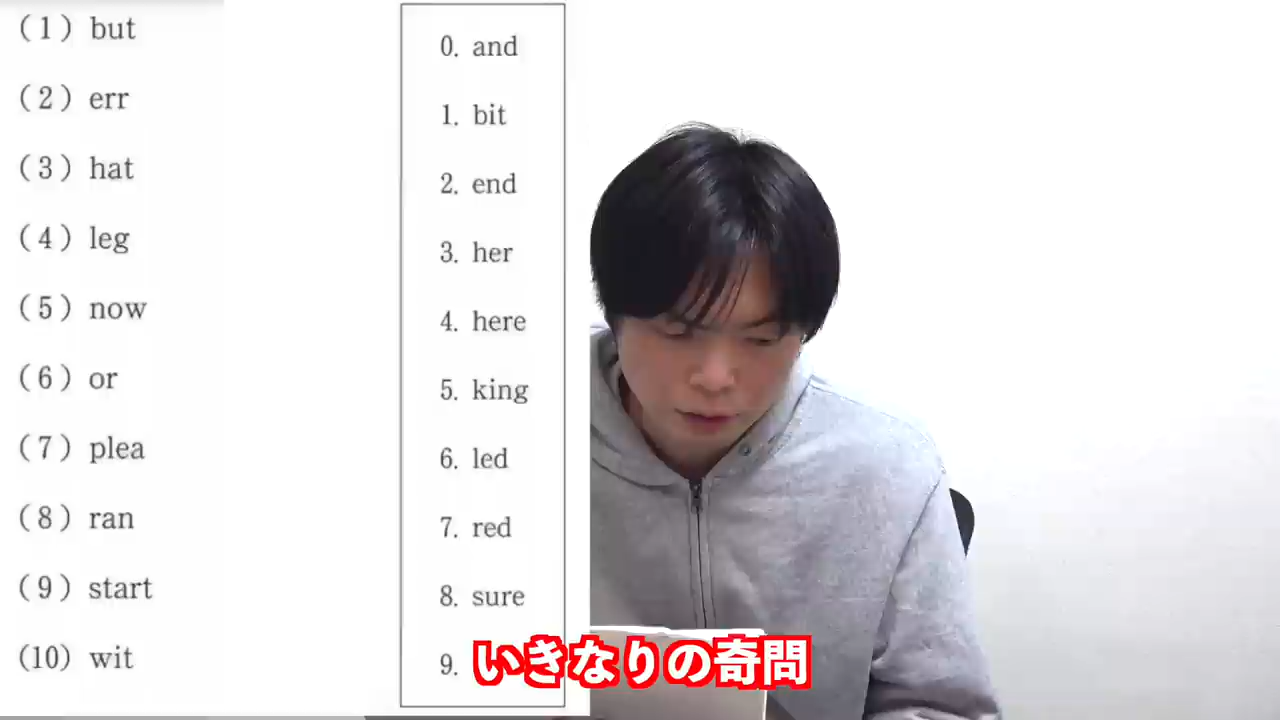 (1) but
(2) err
(3) hat
(4) leg
(5) now
(6) or
(7) plea
(8) ran
(9) start
(10) wit
0. and
1. bit
2. end
3. her
4. here
5. king
6. led
7. red
8. sure
9.
いきなりの奇問